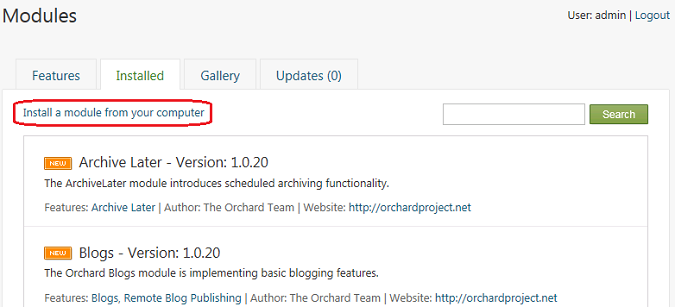 Modules
User: admin | Logout
Features Installed Gallery Updates (0)
Install a module from your computer Search
NEW Archive Later - Version: 1.0.20
The ArchiveLater module introduces scheduled archiving functionality.
Features: Archive Later | Author: The Orchard Team | Website: http://orchardproject.net
NEW Blogs - Version: 1.0.20
The Orchard Blogs module is implementing basic blogging features.
Features: Blogs, Remote Blog Publishing | Author: The Orchard Team | Website: http://orchardproject.net